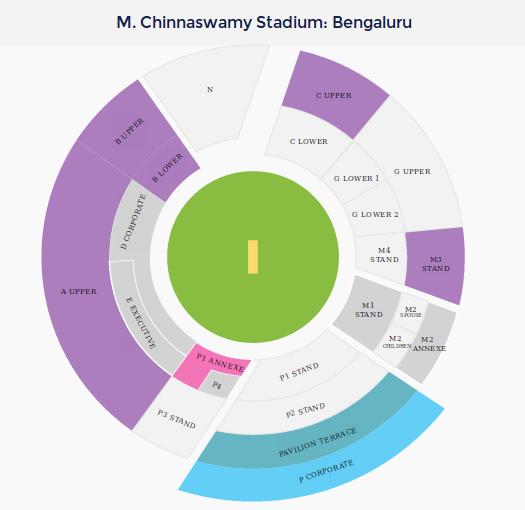 M. Chinnaswamy Stadium: Bengaluru
N
C UPPER
B UPPER
C LOWER
B LOWER
G LOWER 1
G UPPER
D CORPORATE
G LOWER 2
M4
STAND
M3
STAND
A UPPER
E EXECUTIVE
M1
STAND
M2
SPOUSE
M2
CHILDREN
M2
ANNEXE
P1 ANNEXE
P1 STAND
P4
P3 STAND
P2 STAND
PAVILION TERRACE
P CORPORATE